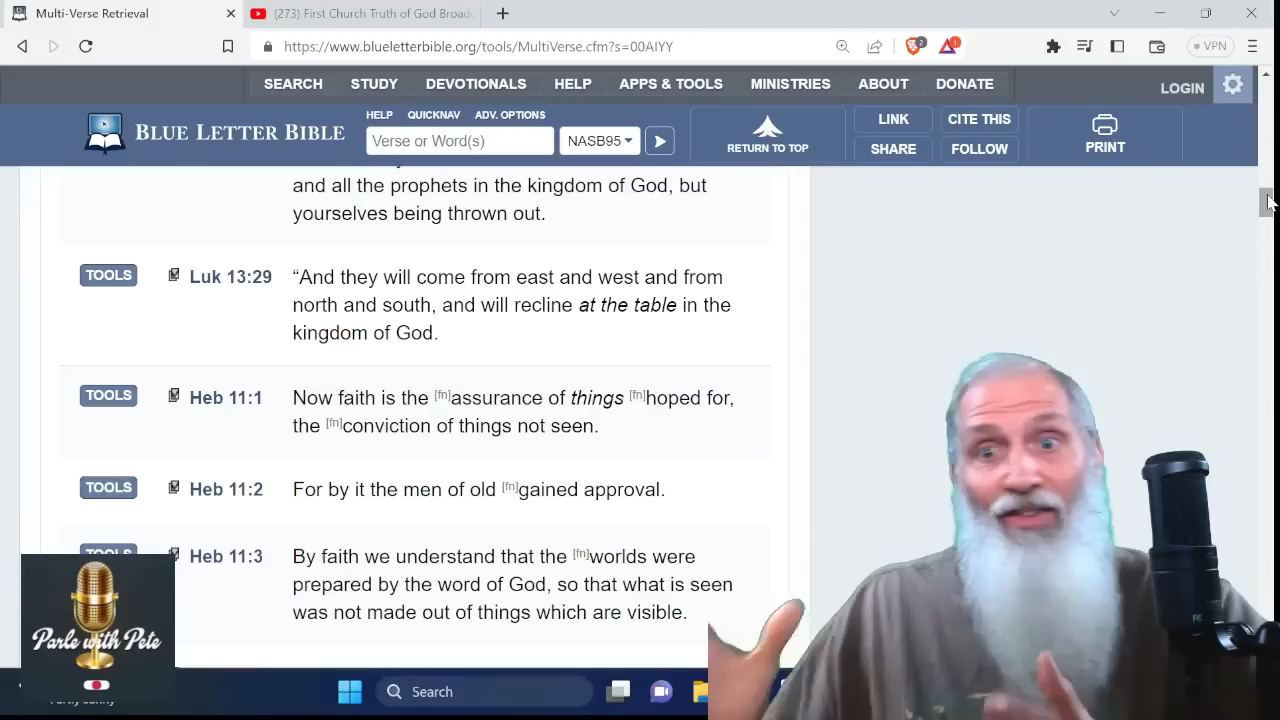 Multi-Verse Retrieval
(273) First Church Truth of God Broadc
https://www.blueletterbible.org/tools/MultiVerse.cfm?s=00AIYY
2
1
VPN
SEARCH STUDY DEVOTIONALS HELP APPS & TOOLS MINISTRIES ABOUT DONATE
LOGIN
BLUE LETTER BIBLE
HELP QUICKNAV ADV. OPTIONS
Verse or Word(s)
NASB95
RETURN TO TOP
LINK
CITE THIS
SHARE
FOLLOW
PRINT
and all the prophets in the kingdom of God, but
yourselves being thrown out.
TOOLS Luk 13:29 “And they will come from east and west and from
north and south, and will recline at the table in the
kingdom of God.
TOOLS Heb 11:1 Now faith is the [fn]assurance of things [fn]hoped for,
the [fn]conviction of things not seen.
TOOLS Heb 11:2 For by it the men of old [fn]gained approval.
TOOLS Heb 11:3 By faith we understand that the [fn]worlds were
prepared by the word of God, so that what is seen
was not made out of things which are visible.
Parle with Pete
Search